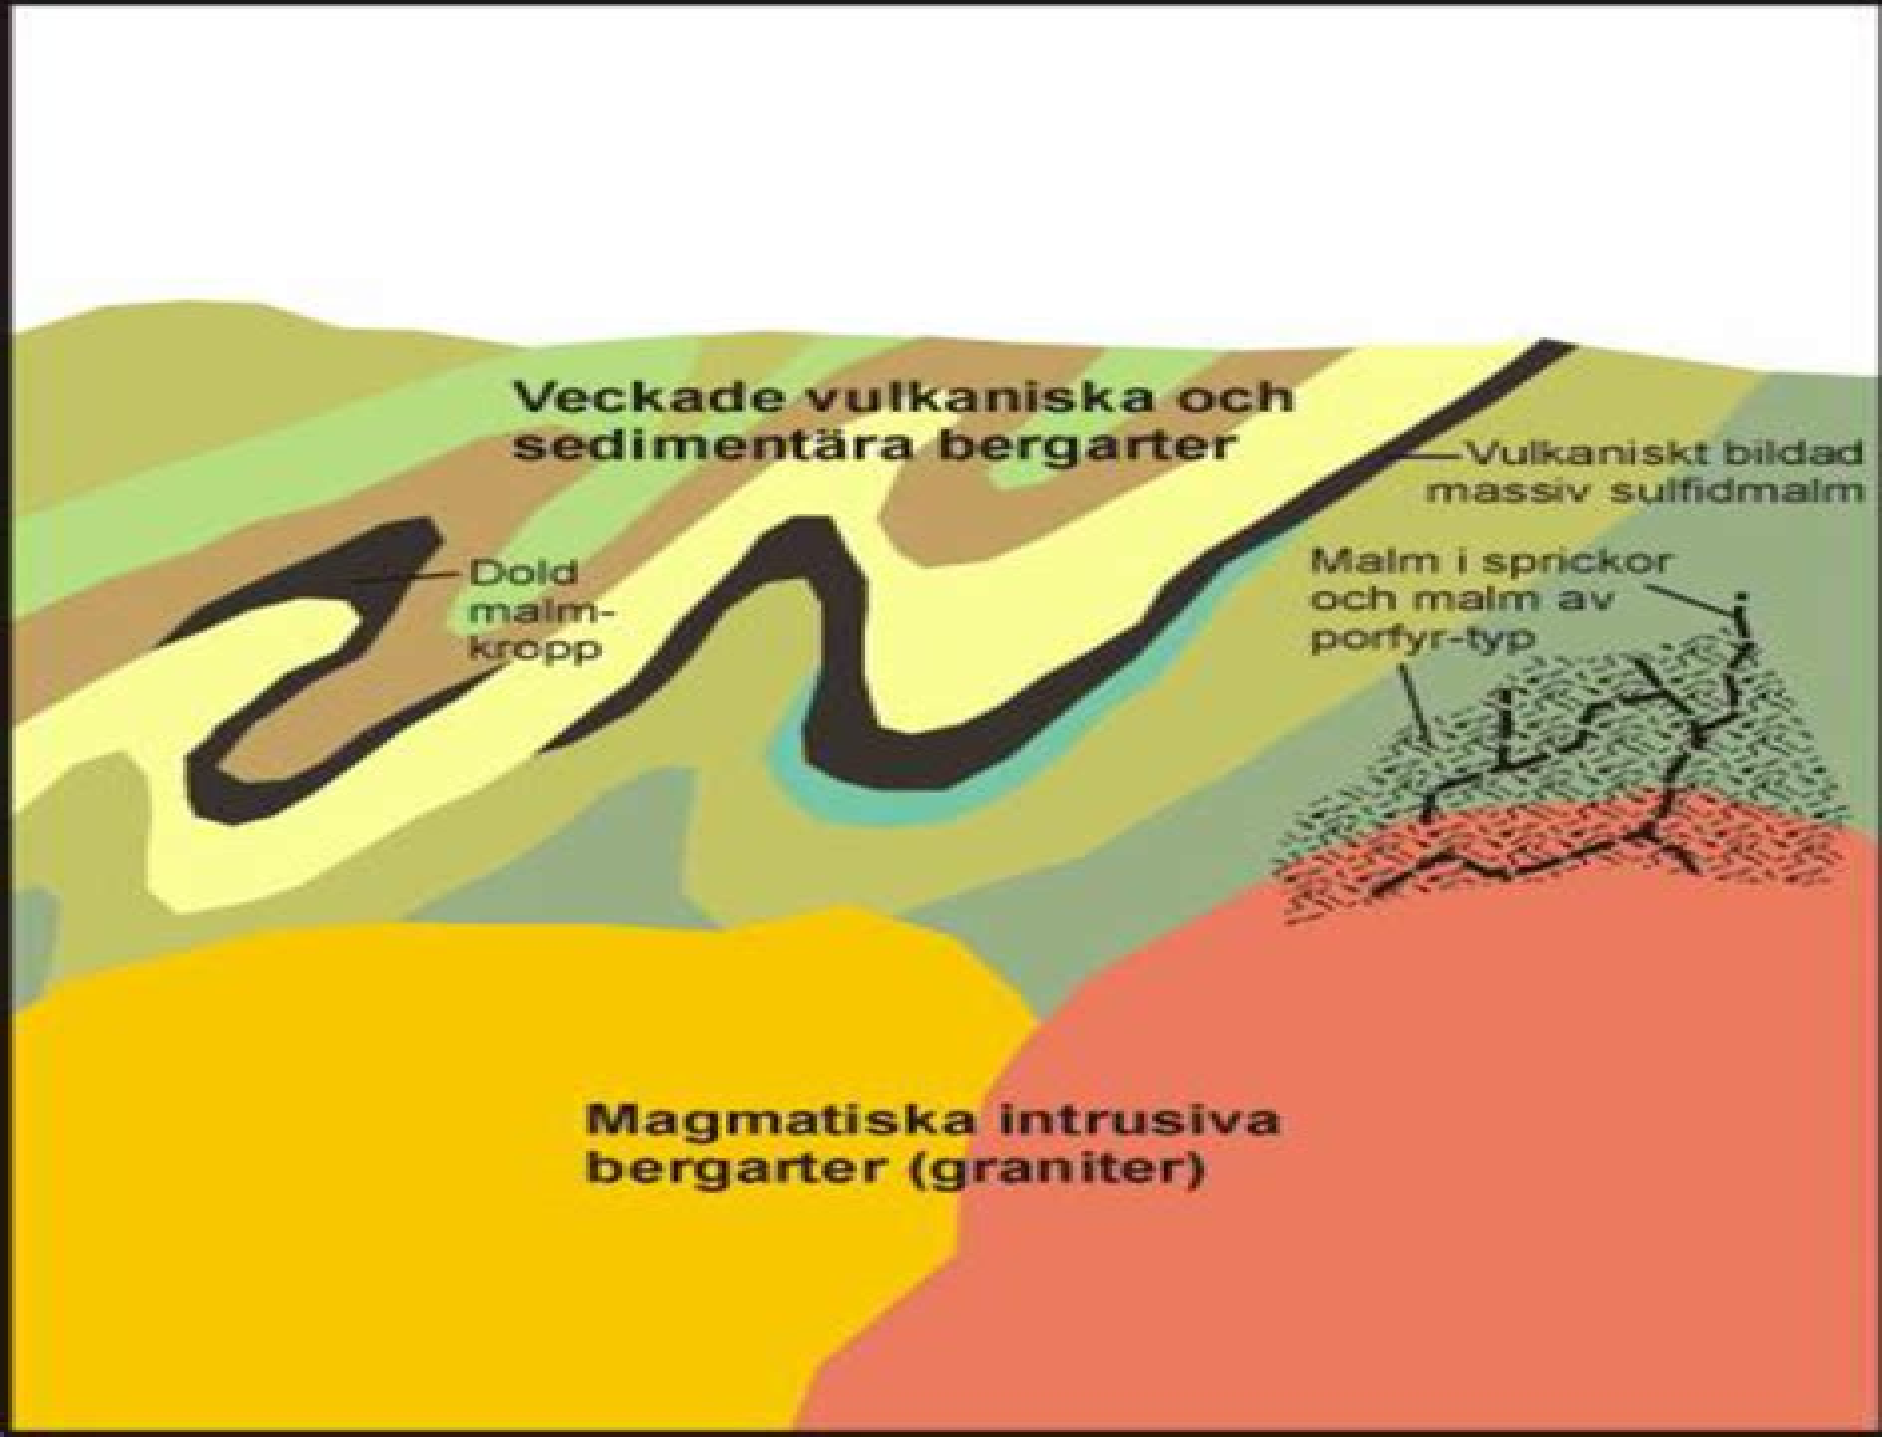 Veckade vulkaniska och
sedimentära bergarter
Vulkaniskt bildad
massiv sulfidmalm
Malm i sprickor
och malm av
porfyr-typ
Dold
malm-
kropp
Magmatiska intrusiva
bergarter (graniter)